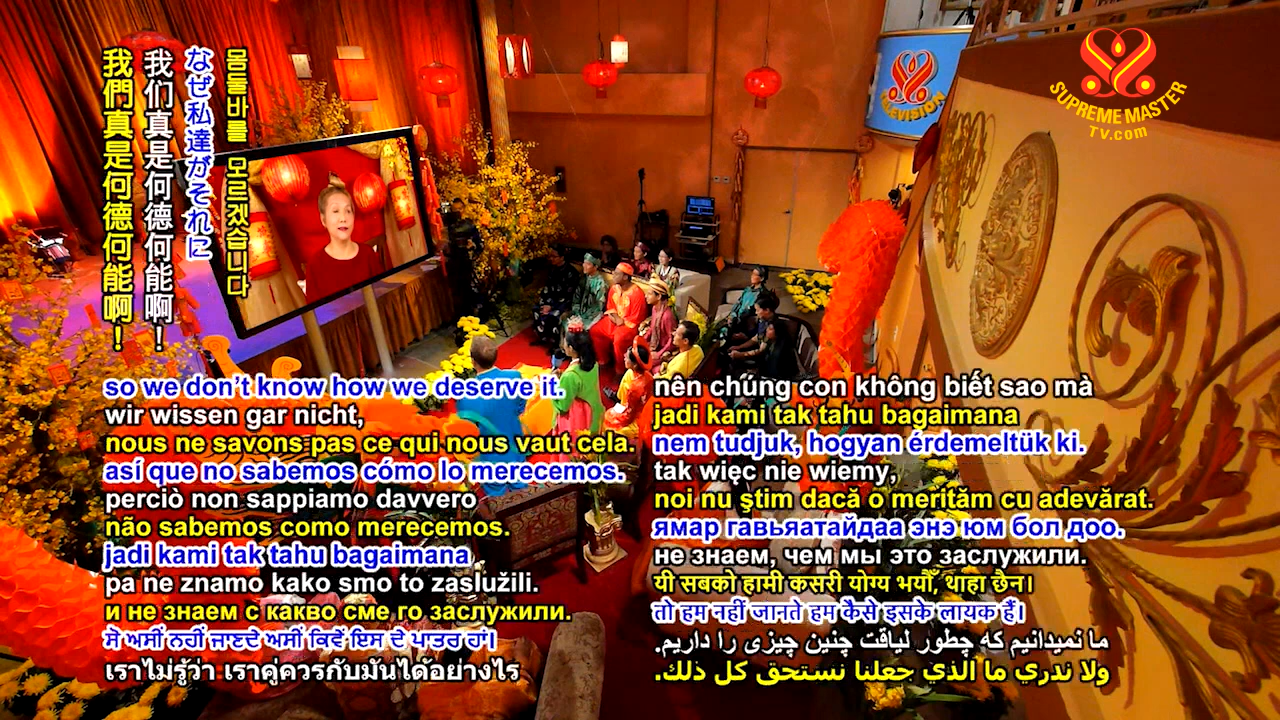 몸둘바를 모르겠습니다
なぜ私達がそれに
我们真是何德何能啊！
我們真是何德何能啊！
SUPREME MASTER
TV.com
TELEVISION
so we don't know how we deserve it.
wir wissen gar nicht,
nous ne savons pas ce qui nous vaut cela.
así que no sabemos cómo lo merecemos.
perciò non sappiamo davvero
não sabemos como merecemos.
jadi kami tak tahu bagaimana
pa ne znamo kako smo to zaslužili.
и не знаем с какво сме го заслужили.
ਸੋ ਅਸੀਂ ਨਹੀਂ ਜਾਣਦੇ ਅਸੀਂ ਕਿਵੇਂ ਇਸ ਦੇ ਪਾਤਰ ਹਾਂ।
เราไม่รู้ว่า เราคู่ควรกับมันได้อย่างไร
nên chúng con không biết sao mà
jadi kami tak tahu bagaimana
nem tudjuk, hogyan érdemeltük ki.
tak więc nie wiemy,
noi nu ştim dacă o merităm cu adevărat.
ямар гавьяатайдаа энэ юм бол доо.
не знаем, чем мы это заслужили.
यी सबको हामी कसरी योग्य भयौँ, थाहा छैन।
तो हम नहीं जानते हम कैसे इसके लायक हैं।
ما نمیدانیم که چطور لیاقت چنین چیزی را داریم.
ولا ندري ما الذي جعلنا نستحق كل ذلك.